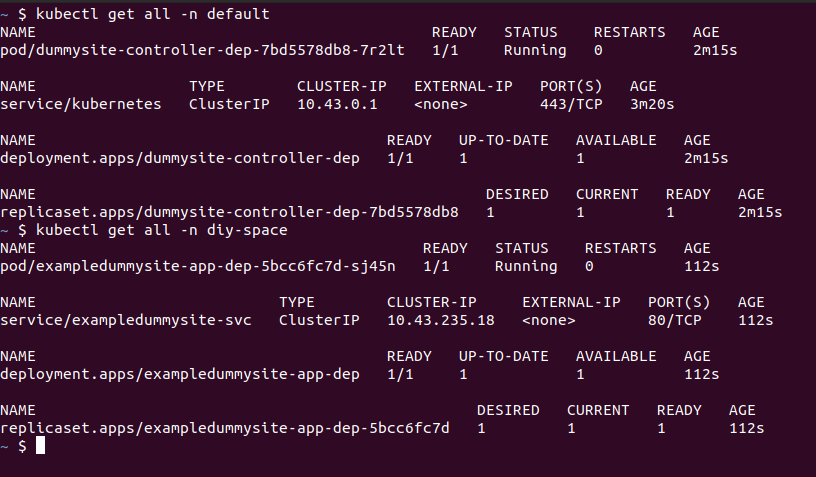 ~ $ kubectl get all -n default
NAME                                            READY   STATUS    RESTARTS   AGE
pod/dummysite-controller-dep-7bd5578db8-7r2lt   1/1     Running   0          2m15s

NAME                 TYPE        CLUSTER-IP   EXTERNAL-IP   PORT(S)   AGE
service/kubernetes   ClusterIP   10.43.0.1    <none>        443/TCP   3m20s

NAME                                       READY   UP-TO-DATE   AVAILABLE   AGE
deployment.apps/dummysite-controller-dep   1/1     1            1           2m15s

NAME                                                  DESIRED   CURRENT   READY   AGE
replicaset.apps/dummysite-controller-dep-7bd5578db8   1         1         1       2m15s
~ $ kubectl get all -n diy-space
NAME                                           READY   STATUS    RESTARTS   AGE
pod/exampledummysite-app-dep-5bcc6fc7d-sj45n   1/1     Running   0          112s

NAME                           TYPE        CLUSTER-IP     EXTERNAL-IP   PORT(S)   AGE
service/exampledummysite-svc   ClusterIP   10.43.235.18   <none>        80/TCP    112s

NAME                                       READY   UP-TO-DATE   AVAILABLE   AGE
deployment.apps/exampledummysite-app-dep   1/1     1            1           112s

NAME                                                 DESIRED   CURRENT   READY   AGE
replicaset.apps/exampledummysite-app-dep-5bcc6fc7d   1         1         1       112s
~ $